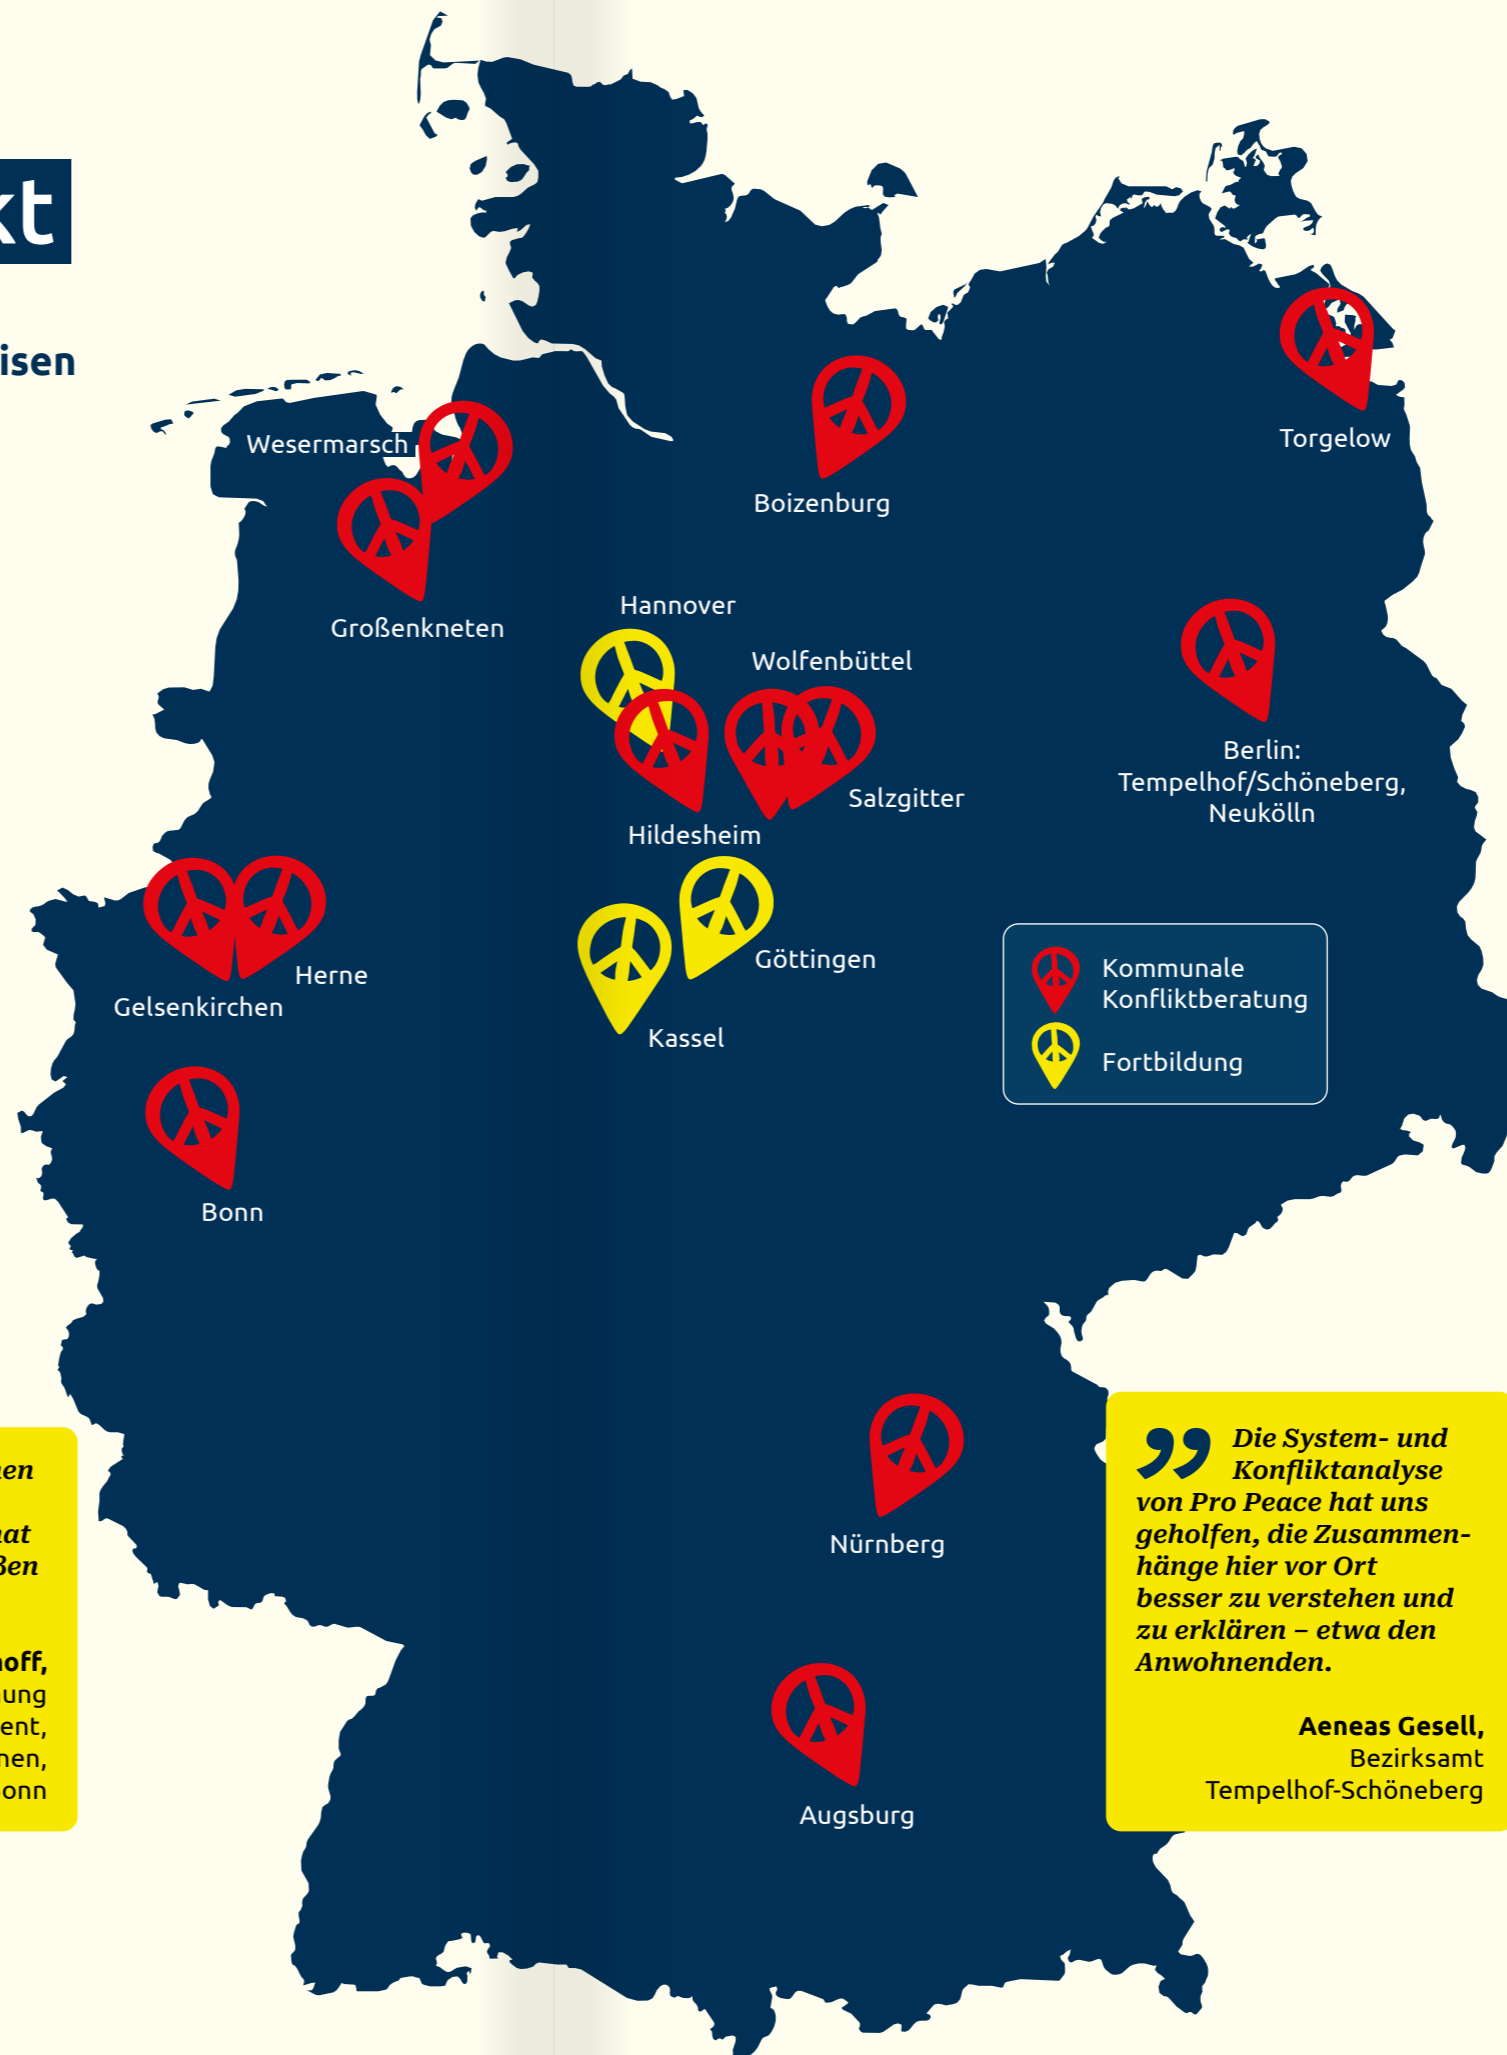 kt
isen
Wesermarsch
Torgelow
Boizenburg
Großenkneten
Hannover
Wolfenbüttel
Berlin:
Tempelhof/Schöneberg,
Neukölln
Salzgitter
Hildesheim
Herne
Gelsenkirchen
Göttingen
Kassel
Kommunale
Konfliktberatung
Fortbildung
Bonn
Nürnberg
Augsburg
en
at
ßen
off,
ung
ent,
nen,
onn
„Die System- und
Konfliktanalyse
von Pro Peace hat uns
geholfen, die Zusammen-
hänge hier vor Ort
besser zu verstehen und
zu erklären – etwa den
Anwohnenden.
Aeneas Gesell,
Bezirksamt
Tempelhof-Schöneberg